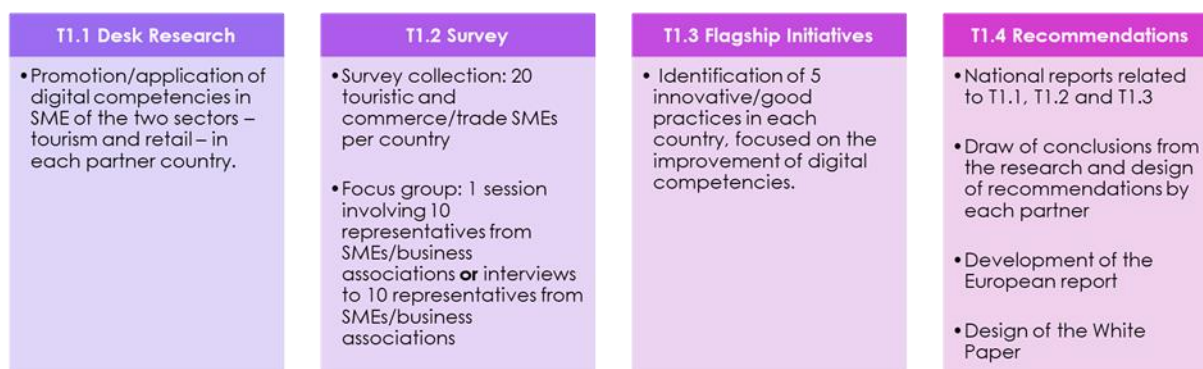 T1.1 Desk Research
•Promotion/application of
digital competencies in
SME of the two sectors –
tourism and retail – in
each partner country.
T1.2 Survey
•Survey collection: 20
touristic and
commerce/trade SMEs
per country
•Focus group: 1 session
involving 10
representatives from
SMEs/business
associations or interviews
to 10 representatives from
SMEs/business
associations
T1.3 Flagship Initiatives
• Identification of 5
innovative/good
practices in each
country, focused on the
improvement of digital
competencies.
T1.4 Recommendations
•National reports related
to T1.1, T1.2 and T1.3
•Draw of conclusions from
the research and design
of recommendations by
each partner
•Development of the
European report
•Design of the White
Paper